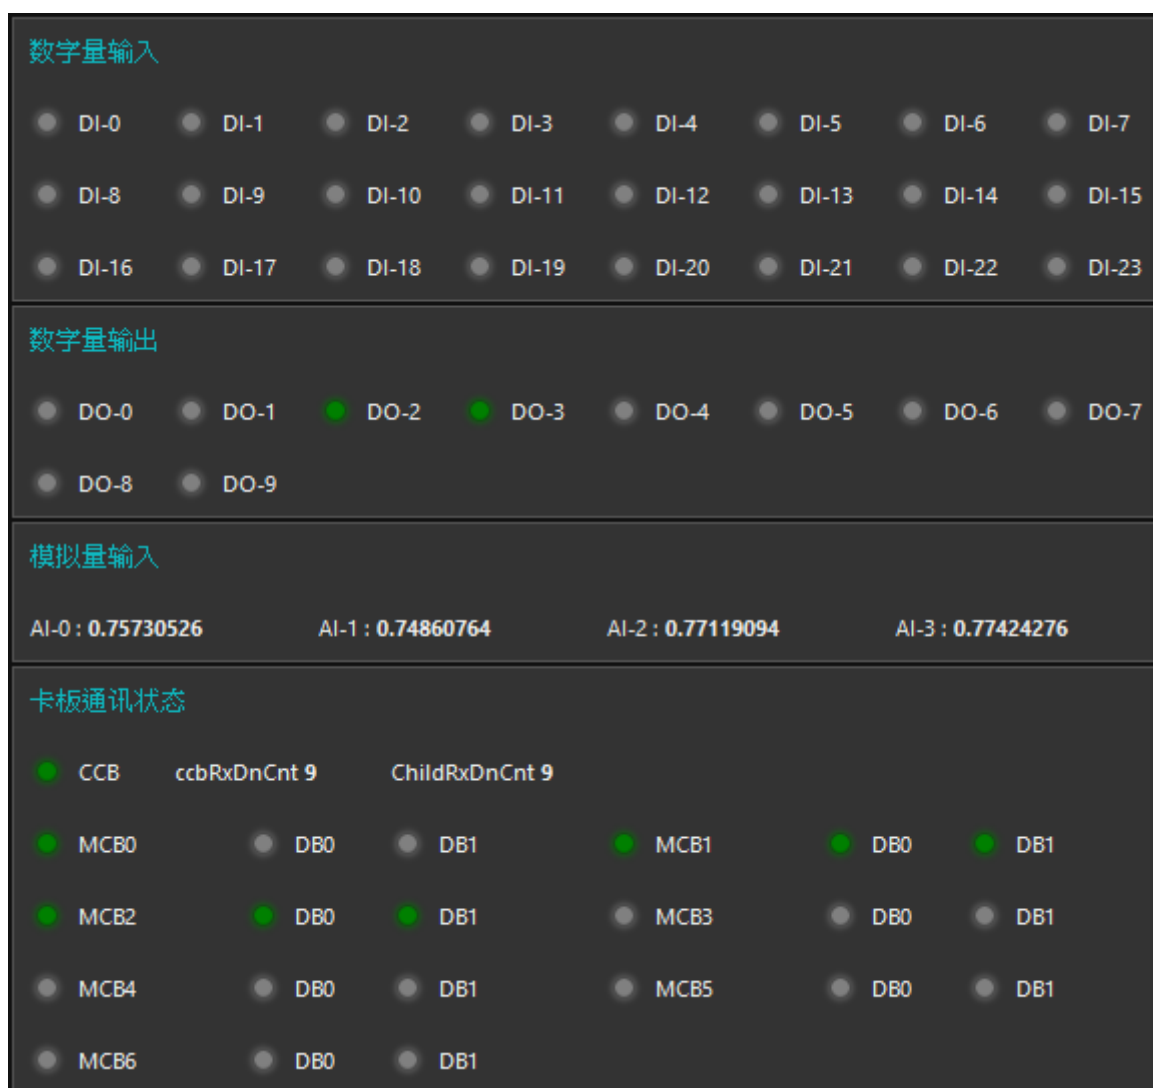 数字量输入
DI-0 DI-1 DI-2 DI-3 DI-4 DI-5 DI-6 DI-7
DI-8 DI-9 DI-10 DI-11 DI-12 DI-13 DI-14 DI-15
DI-16 DI-17 DI-18 DI-19 DI-20 DI-21 DI-22 DI-23
数字量输出
DO-0 DO-1 DO-2 DO-3 DO-4 DO-5 DO-6 DO-7
DO-8 DO-9
模拟量输入
AI-0 : 0.75730526 AI-1 : 0.74860764 AI-2 : 0.77119094 AI-3 : 0.77424276
卡板通讯状态
CCB ccbRxDnCnt 9 ChildRxDnCnt 9
MCB0 DB0 DB1 MCB1 DB0 DB1
MCB2 DB0 DB1 MCB3 DB0 DB1
MCB4 DB0 DB1 MCB5 DB0 DB1
MCB6 DB0 DB1